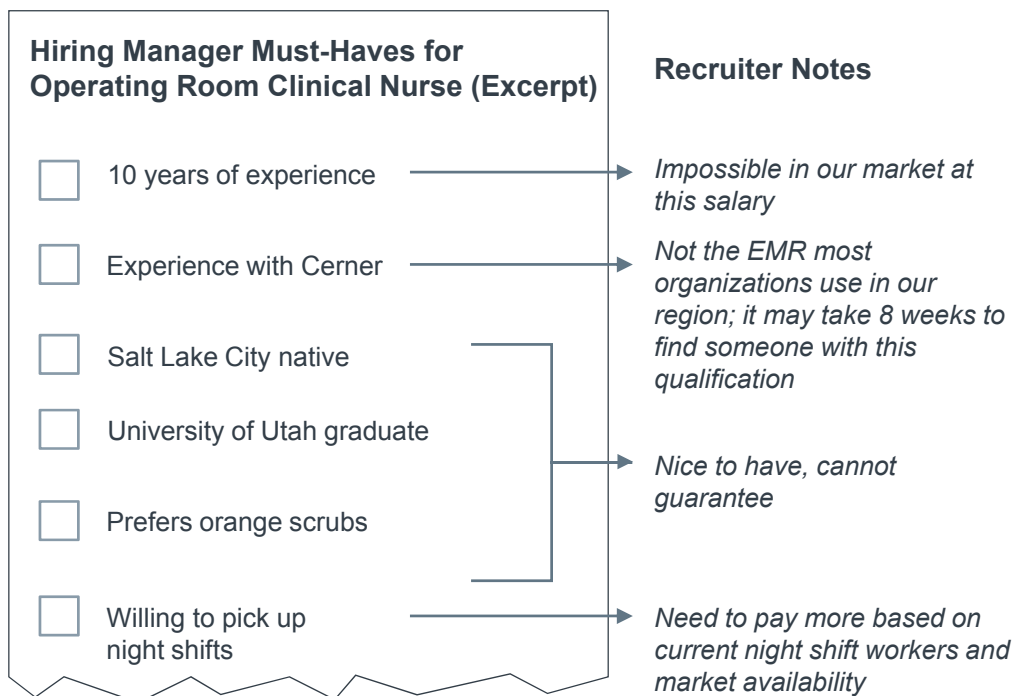 Hiring Manager Must-Haves for
Operating Room Clinical Nurse (Excerpt)
Recruiter Notes
10 years of experience
Impossible in our market at
this salary
Experience with Cerner
Not the EMR most
organizations use in our
region; it may take 8 weeks to
find someone with this
qualification
Salt Lake City native
University of Utah graduate
Prefers orange scrubs
Nice to have, cannot
guarantee
Willing to pick up
night shifts
Need to pay more based on
current night shift workers and
market availability